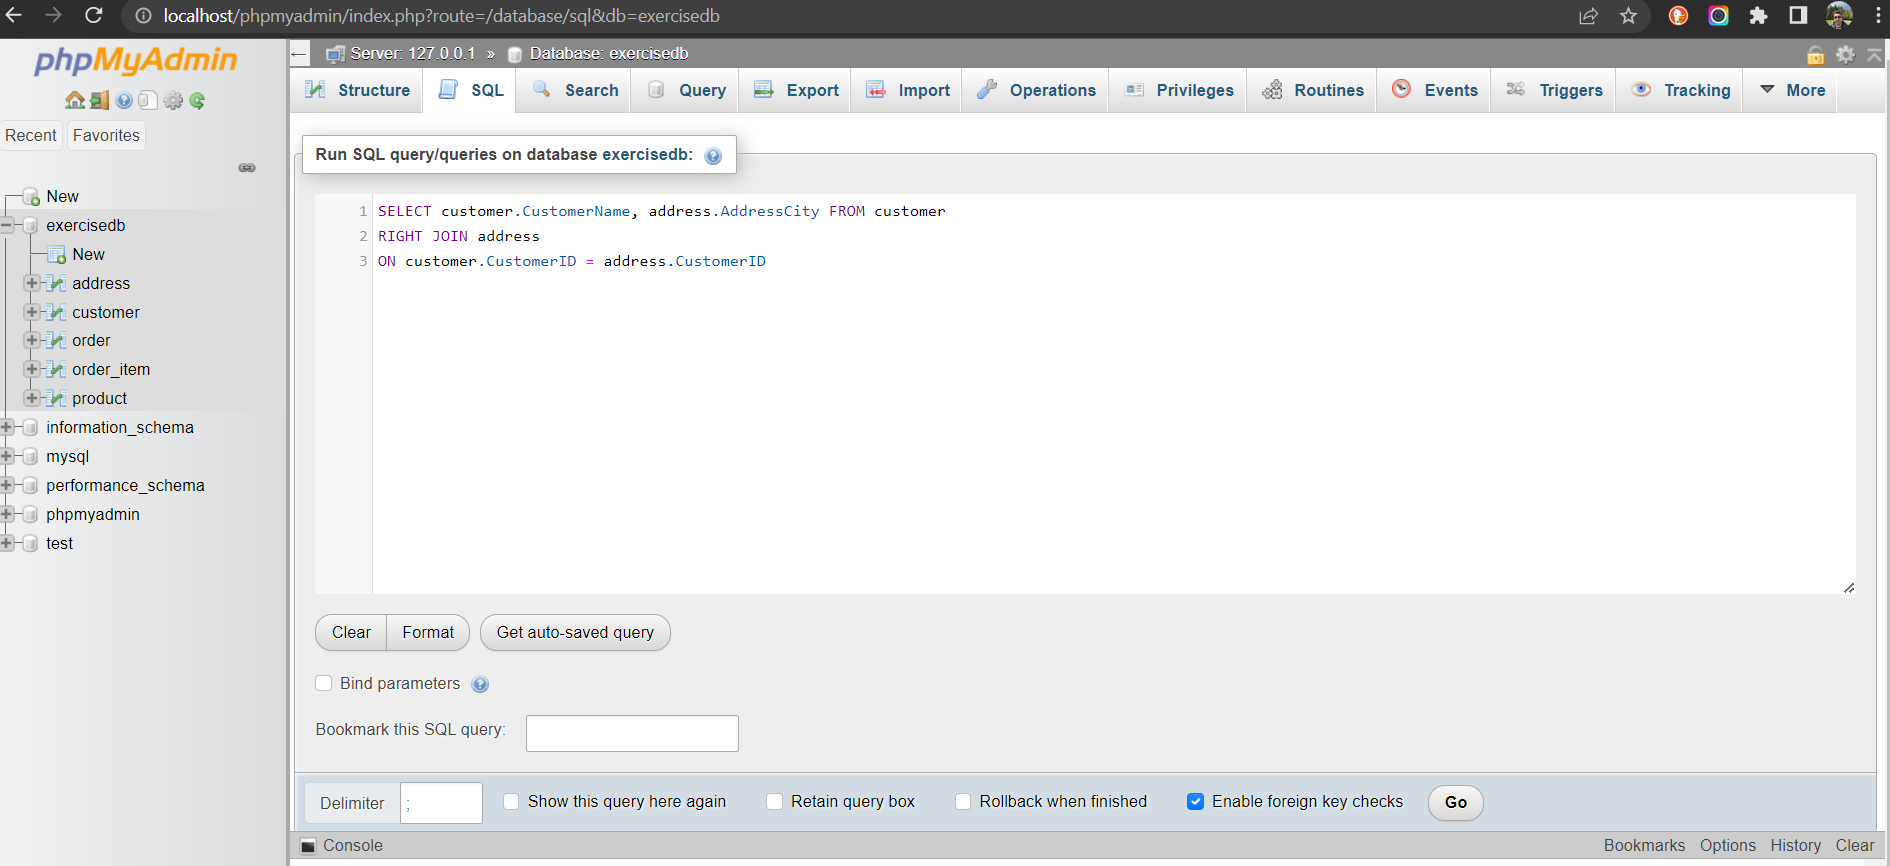 localhost/phpmyadmin/index.php?route=/database/sql&db=exercisedb
phpMyAdmin
Recent Favorites
New
exercisedb
New
address
customer
order
order_item
product
information_schema
mysql
performance_schema
phpmyadmin
test
Server: 127.0.0.1 » Database: exercisedb
Structure SQL Search Query Export Import Operations Privileges Routines Events Triggers Tracking More
Run SQL query/queries on database exercisedb:
1 SELECT customer.CustomerName, address.AddressCity FROM customer
2 RIGHT JOIN address
3 ON customer.CustomerID = address.CustomerID
Clear Format Get auto-saved query
Bind parameters
Bookmark this SQL query:
Delimiter ; Show this query here again Retain query box Rollback when finished Enable foreign key checks Go
Console Bookmarks Options History Clear